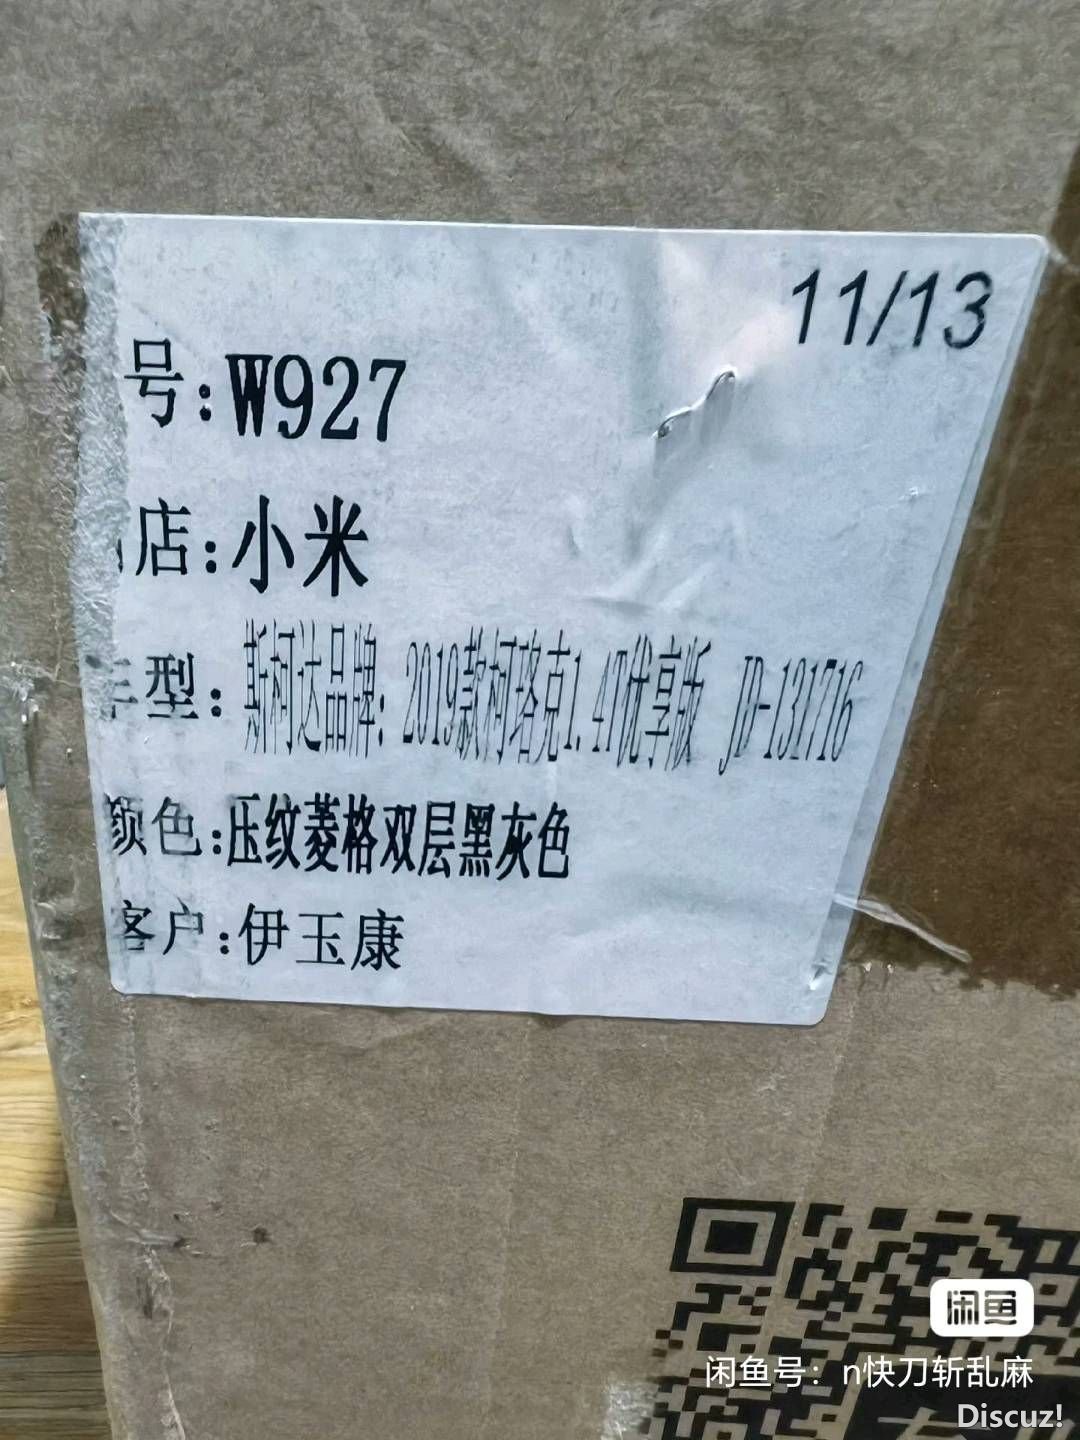 11/13
号:W927
店:小米
车型:斯柯达品牌:2019款柯珞克1.4T优享版 JD-131716
颜色:压纹菱格双层黑灰色
客户:伊玉康
闲鱼
闲鱼号:n快刀斩乱麻
Discuz!